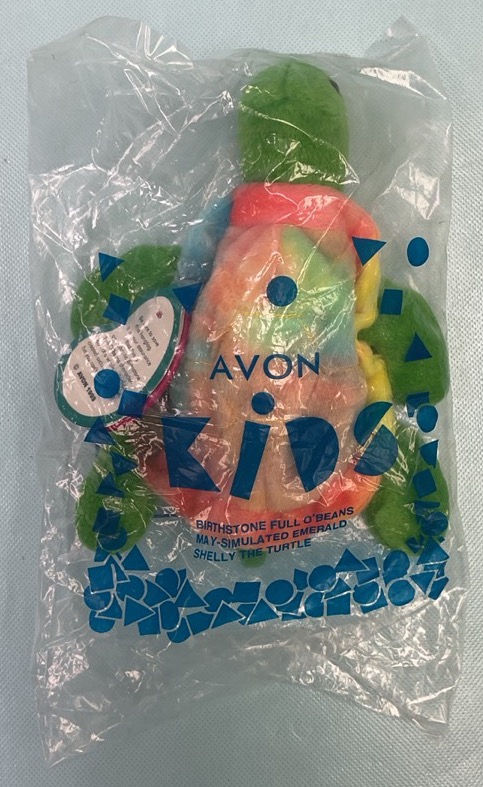 AVON
KiDS
BIRTHSTONE FULL O'BEANS
MAY-SIMULATED EMERALD
SHELLY THE TURTLE